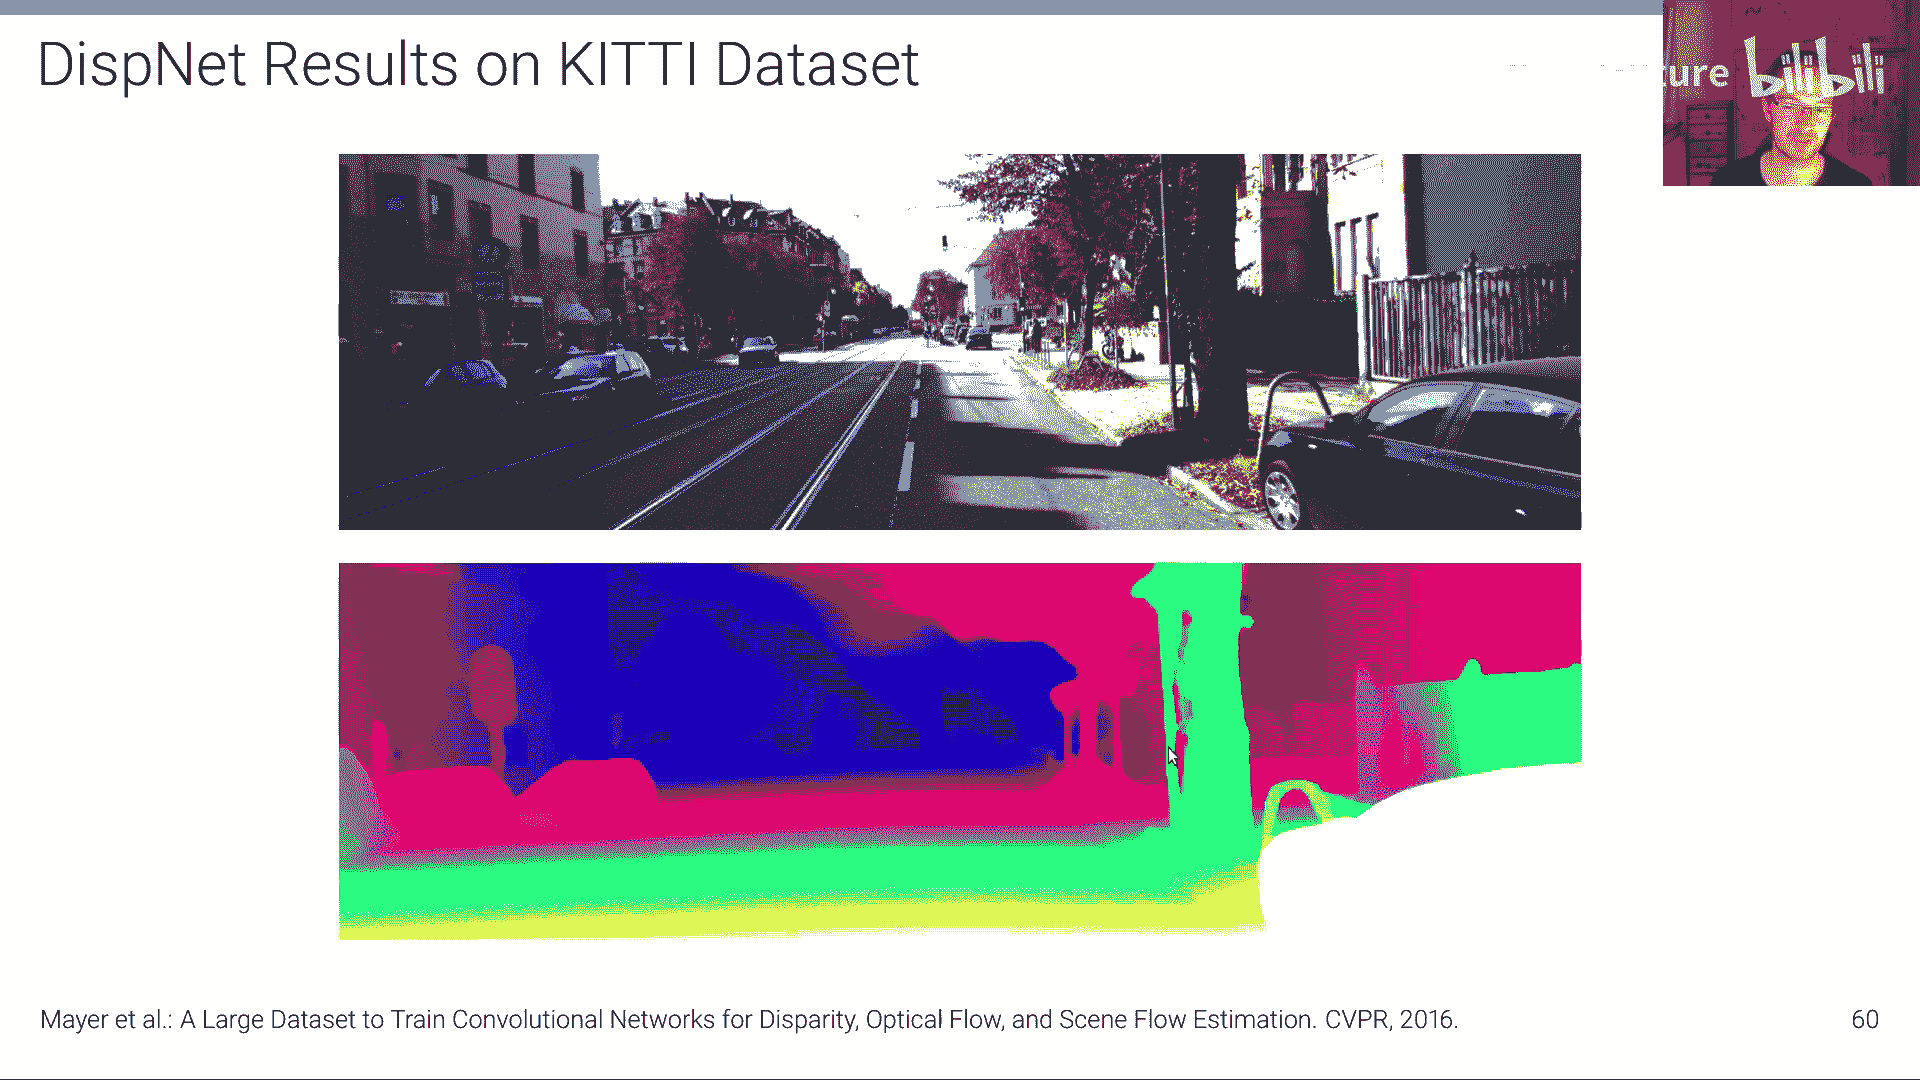 DispNet Results on KITTI Dataset
ture bilibili
Mayer et al.: A Large Dataset to Train Convolutional Networks for Disparity, Optical Flow, and Scene Flow Estimation. CVPR, 2016.
60